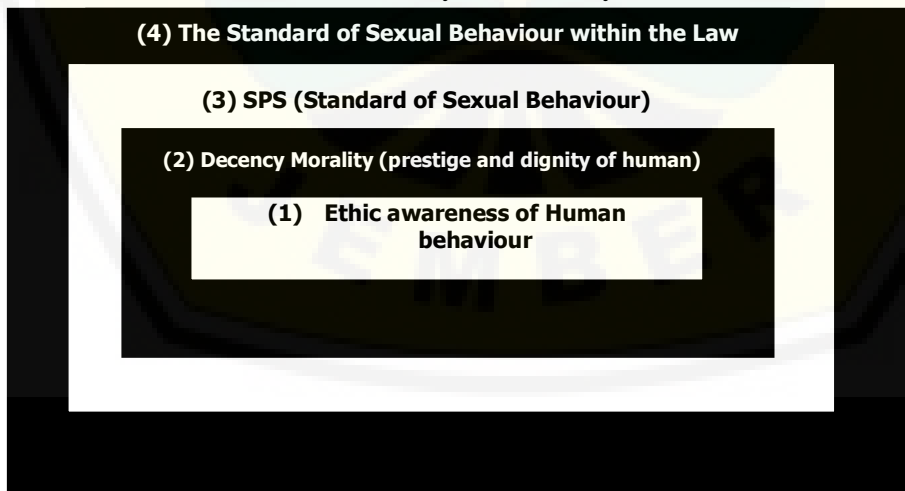 (4) The Standard of Sexual Behaviour within the Law
(3) SPS (Standard of Sexual Behaviour)
(2) Decency Morality (prestige and dignity of human)
(1) Ethic awareness of Human
behaviour